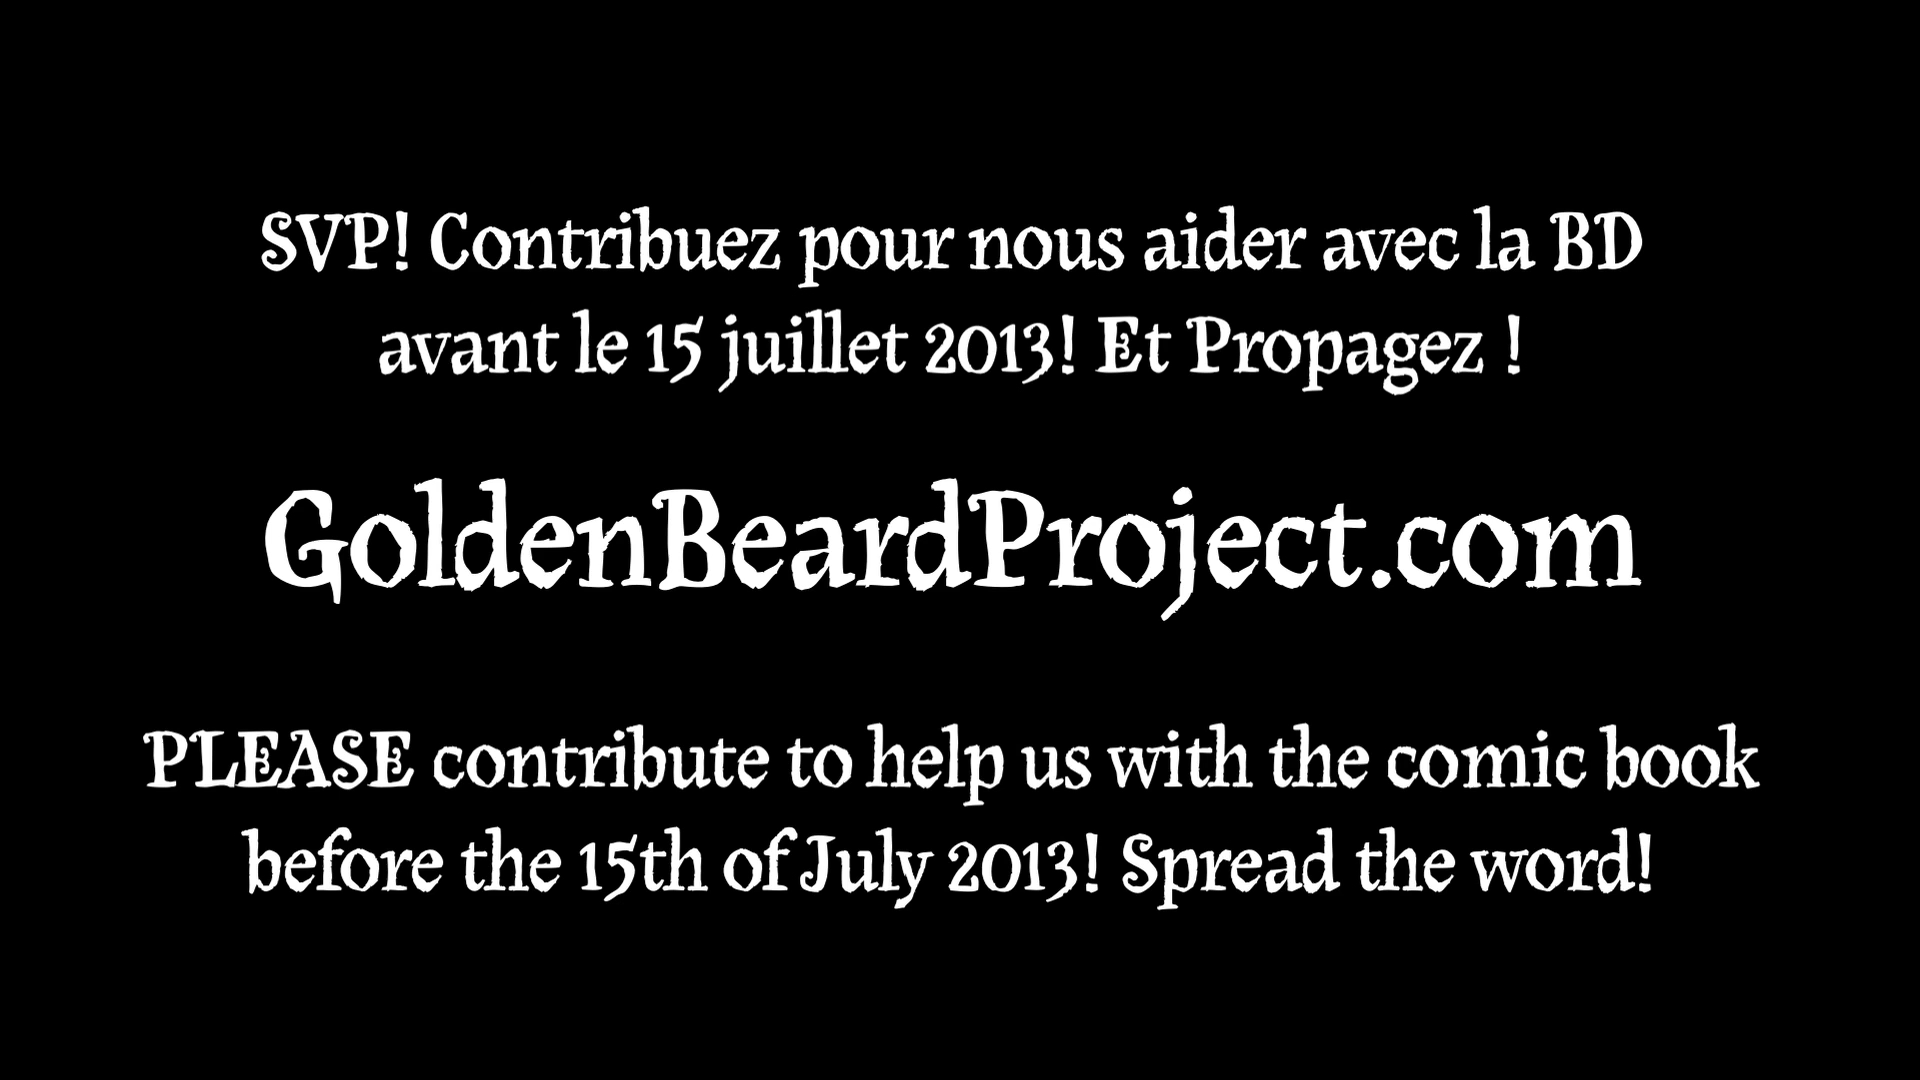 SVP! Contribuez pour nous aider avec la BD
avant le 15 juillet 2013! Et Propagez !
GoldenBeardProject.com
PLEASE contribute to help us with the comic book
before the 15th of July 2013! Spread the word!